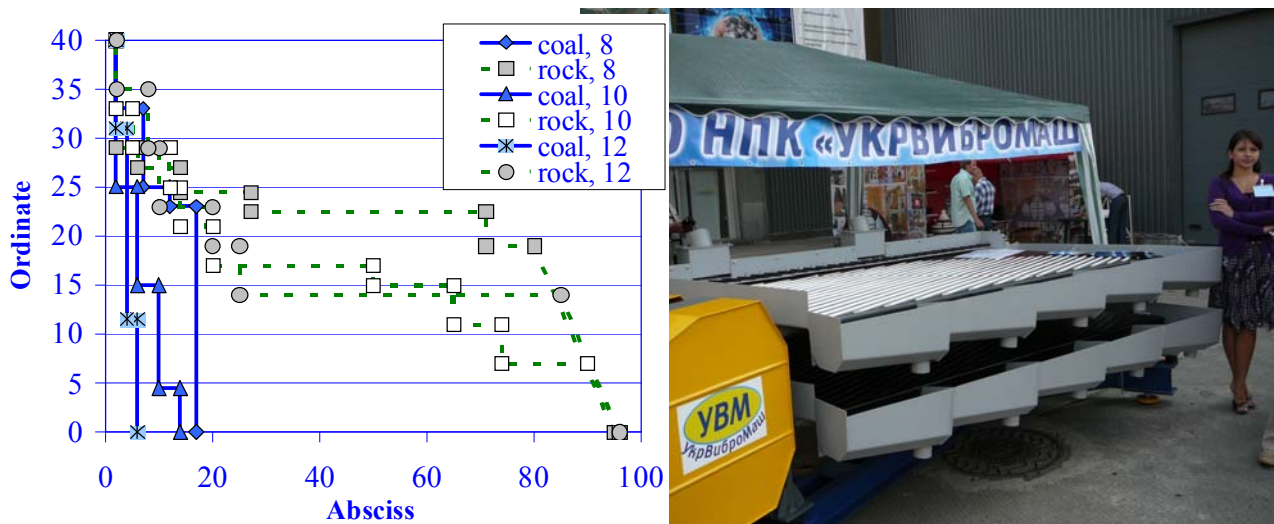 40
35
30
25
20
15
10
5
0
Ordinate
0
20
40
60
80
100
Absciss
coal, 8
rock, 8
coal, 10
rock, 10
coal, 12
rock, 12
О НПК «УКРВИБРОМАШ
УВМ
УкрВиброМаш